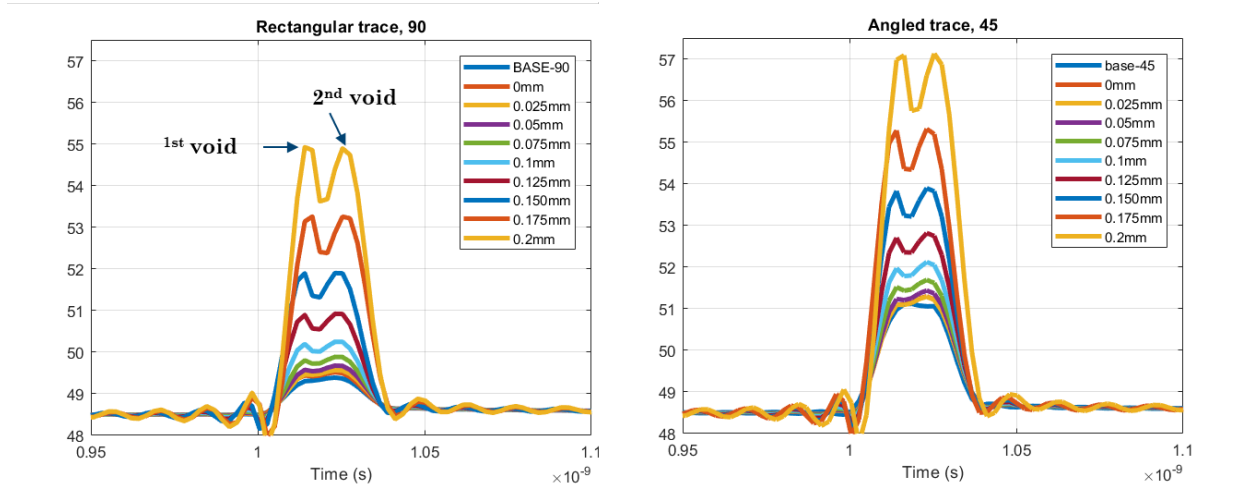 Rectangular trace, 90
57
56
55
54
53
52
51
50
49
48
0.95
1
1.05
1.1
Time (s)
×10⁻⁹
1st void
2nd void
BASE-90
0mm
0.025mm
0.05mm
0.075mm
0.1mm
0.125mm
0.150mm
0.175mm
0.2mm
Angled trace, 45
57
56
55
54
53
52
51
50
49
48
0.95
1
1.05
1.1
Time (s)
×10⁻⁹
base-45
0mm
0.025mm
0.05mm
0.075mm
0.1mm
0.125mm
0.150mm
0.175mm
0.2mm